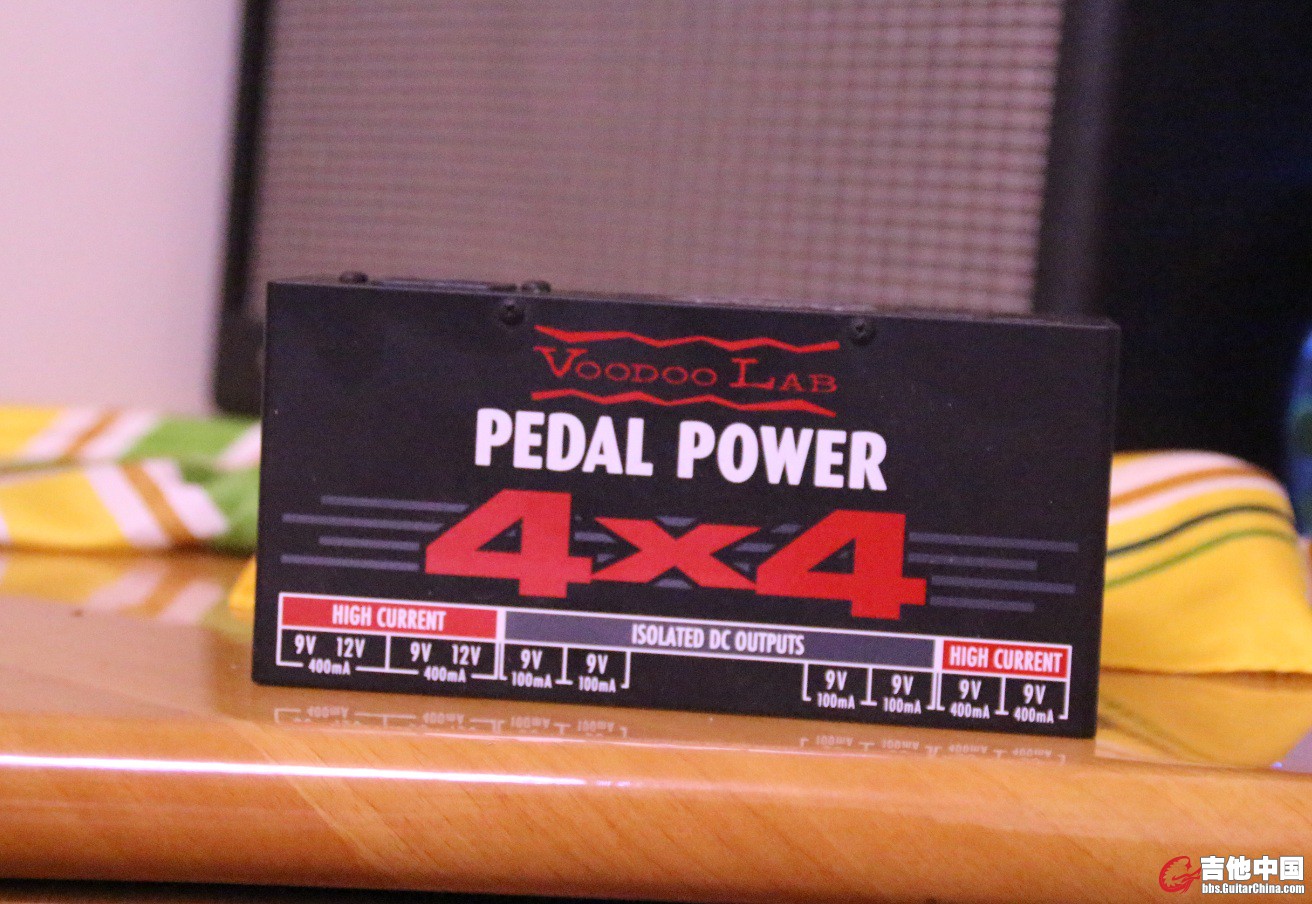 VOODOO LAB
PEDAL POWER
4x4
HIGH CURRENT
9V 12V
400mA
9V 12V
400mA
ISOLATED DC OUTPUTS
9V
100mA
9V
100mA
9V
100mA
9V
100mA
HIGH CURRENT
9V
400mA
9V
400mA
吉他中国
bbs.GuitarChina.com